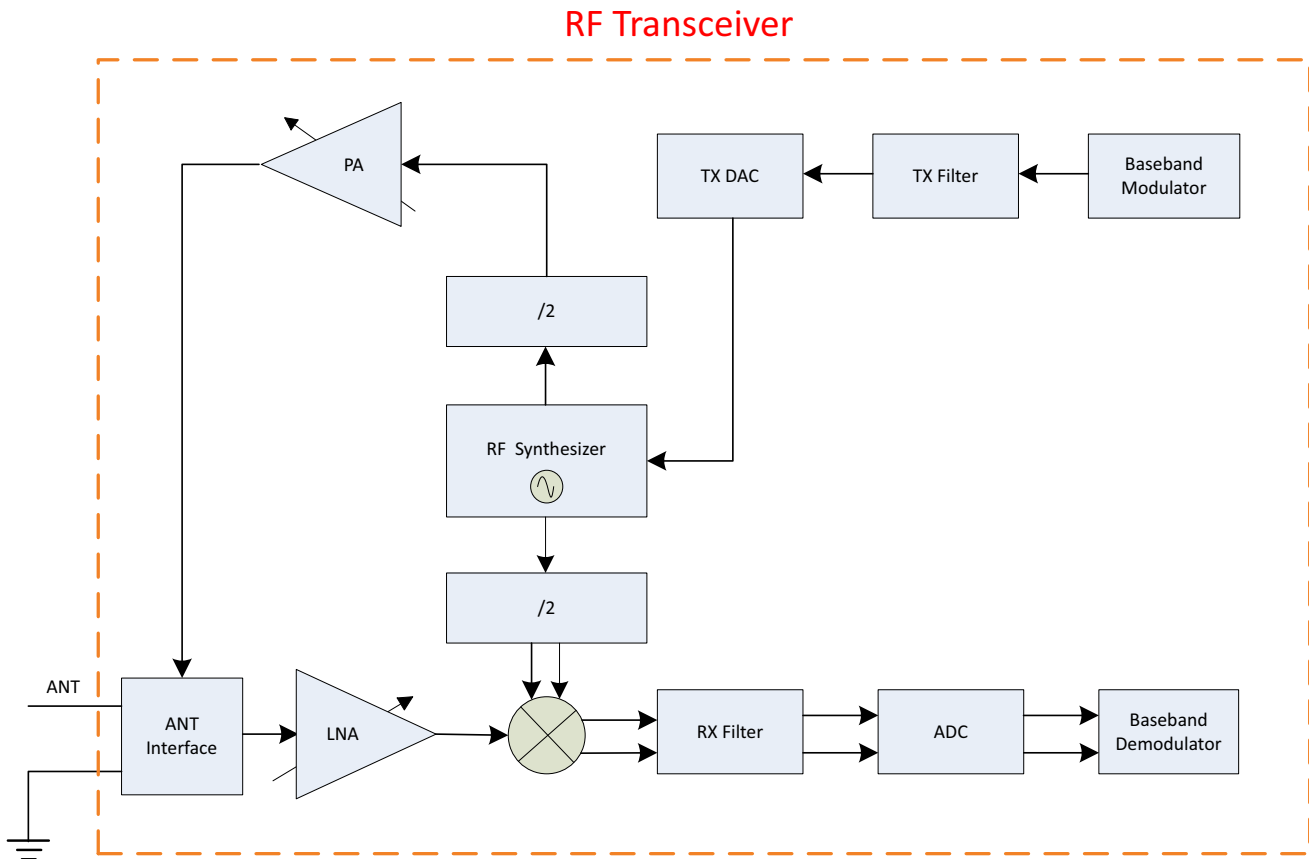 RF Transceiver
PA
TX DAC
TX Filter
Baseband
Modulator
/2
RF Synthesizer
/2
ANT
ANT
Interface
LNA
RX Filter
ADC
Baseband
Demodulator